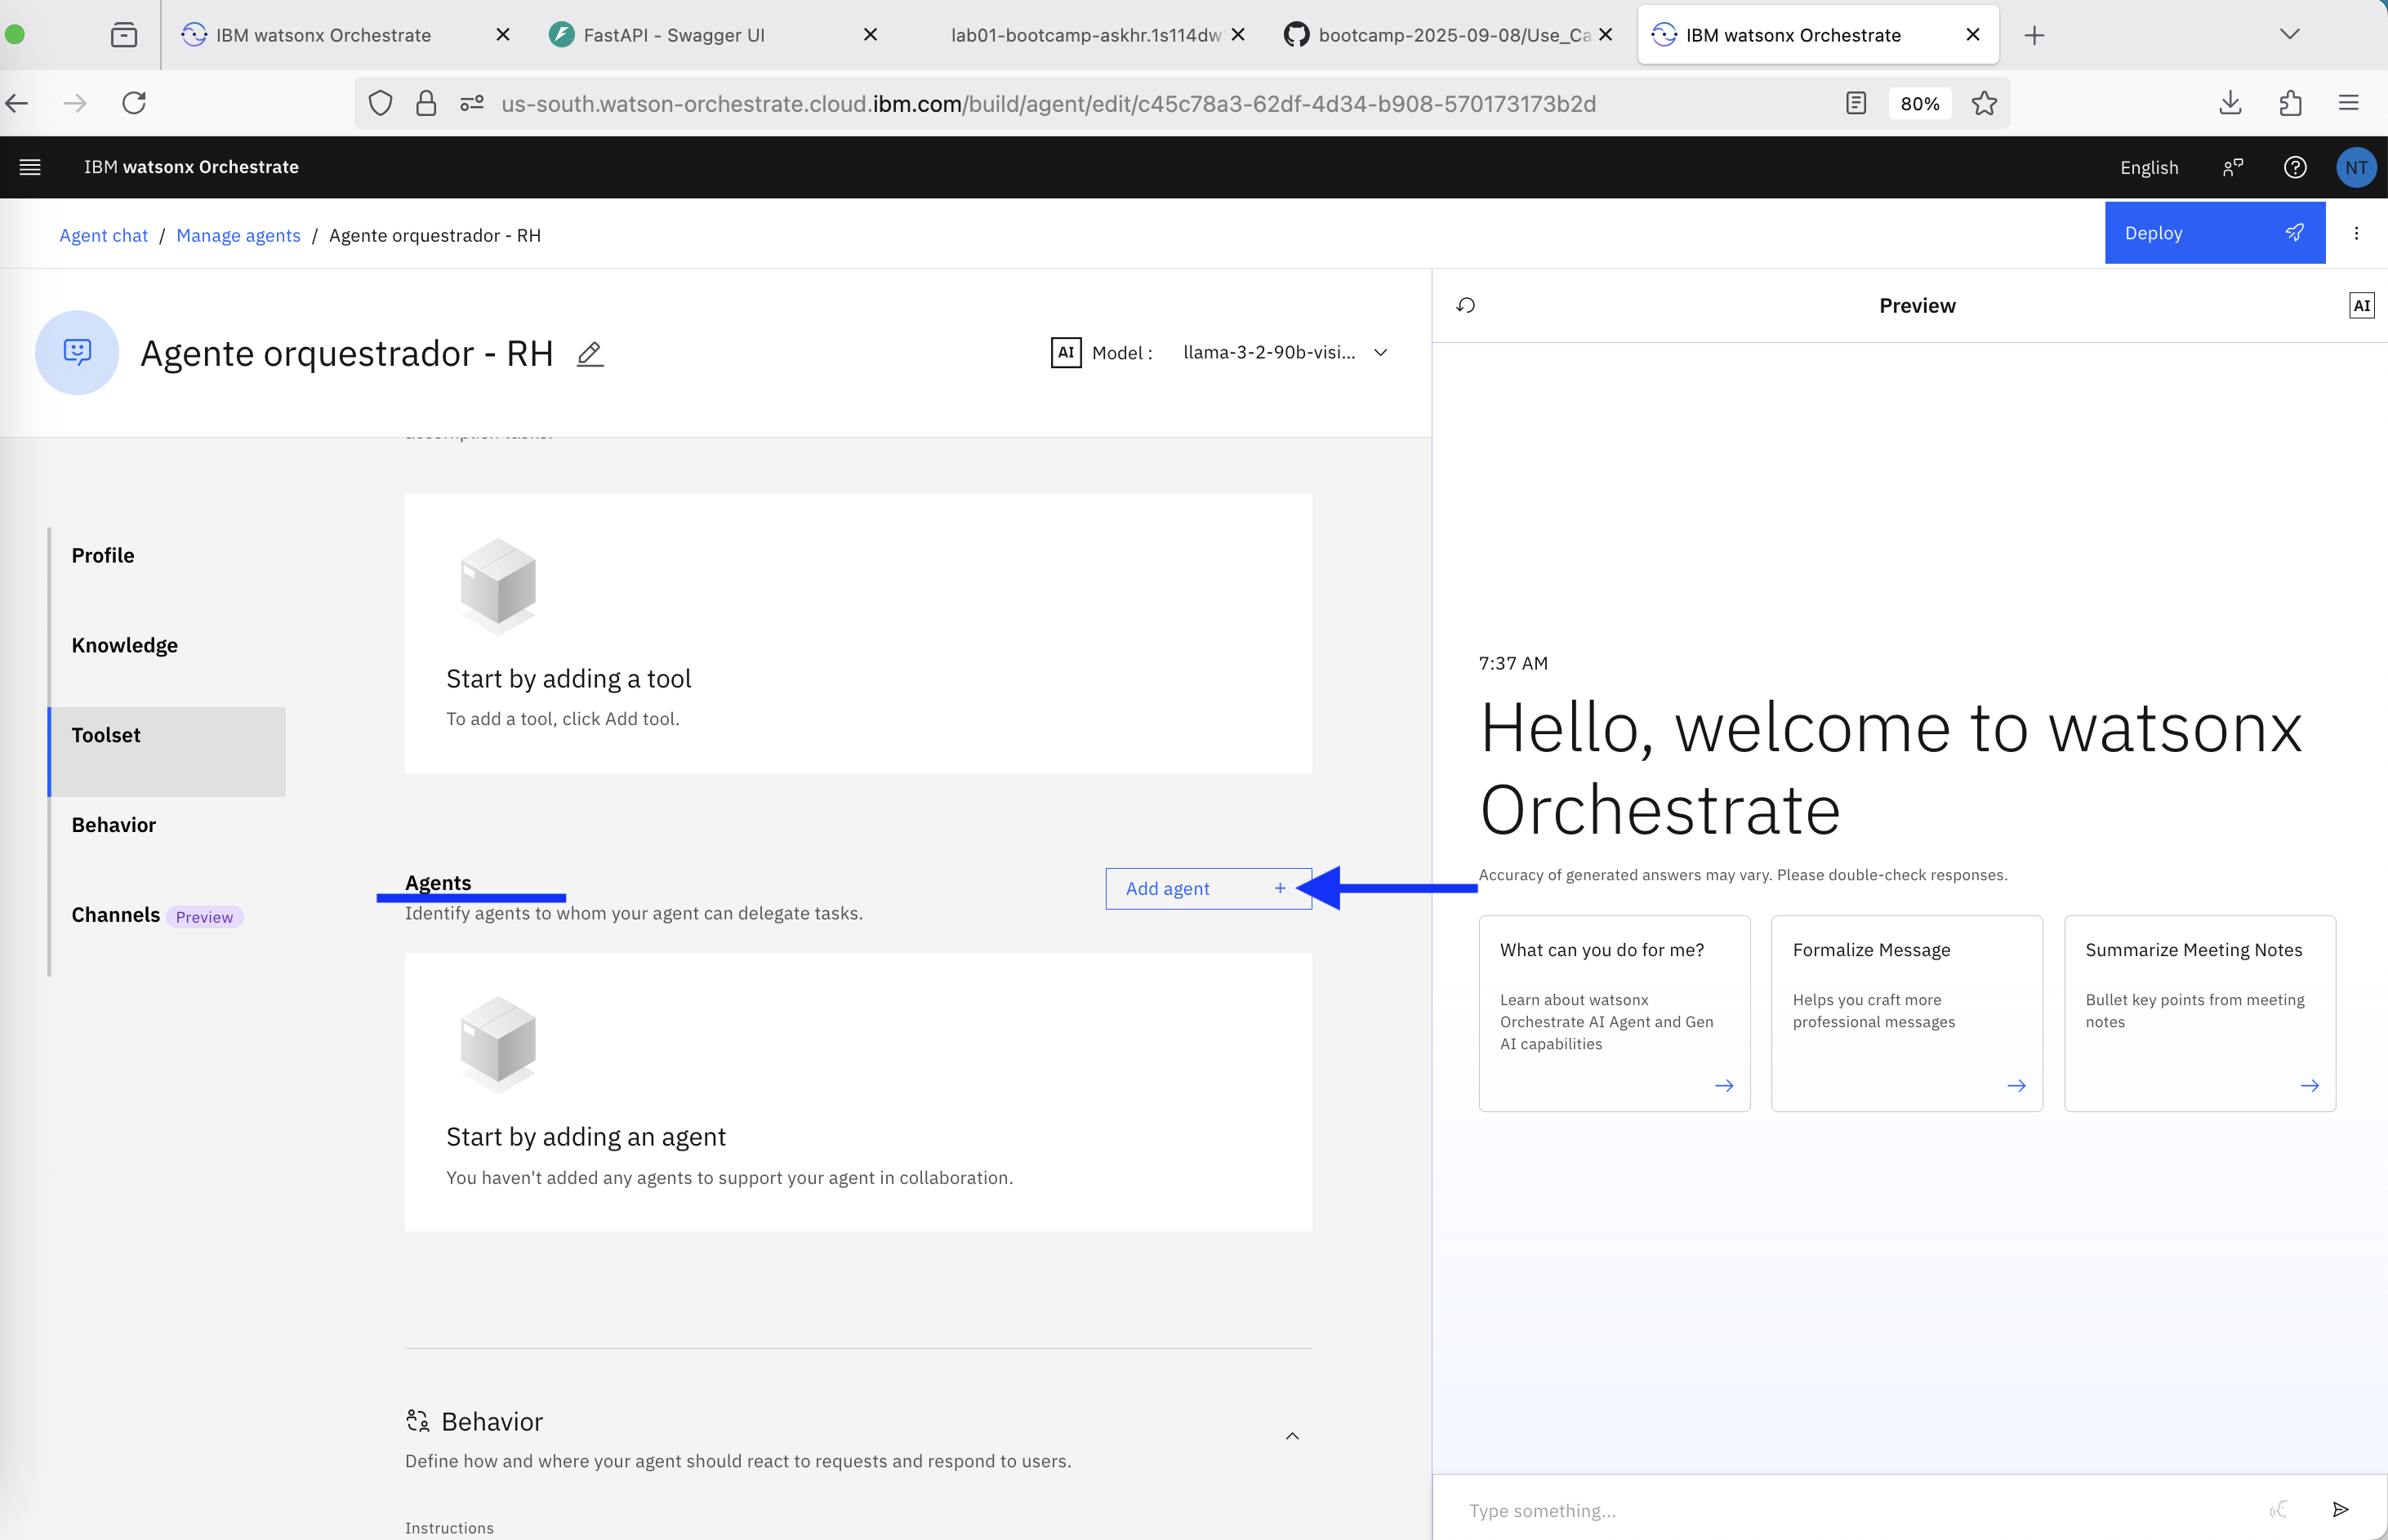 IBM watsonx Orchestrate
FastAPI - Swagger UI
lab01-bootcamp-askhr.1s114dw
bootcamp-2025-09-08/Use_Ca
IBM watsonx Orchestrate
us-south.watson-orchestrate.cloud.ibm.com/build/agent/edit/c45c78a3-62df-4d34-b908-570173173b2d
80%
IBM watsonx Orchestrate
English
NT
Agent chat / Manage agents / Agente orquestrador - RH
Deploy
Agente orquestrador - RH
AI Model :
llama-3-2-90b-visi...
Preview
AI
Profile
Knowledge
Toolset
Behavior
Channels Preview
Start by adding a tool
To add a tool, click Add tool.
Agents
Identify agents to whom your agent can delegate tasks.
Add agent +
Start by adding an agent
You haven't added any agents to support your agent in collaboration.
Behavior
Define how and where your agent should react to requests and respond to users.
Instructions
7:37 AM
Hello, welcome to watsonx
Orchestrate
Accuracy of generated answers may vary. Please double-check responses.
What can you do for me?
Learn about watsonx
Orchestrate AI Agent and Gen
AI capabilities
Formalize Message
Helps you craft more
professional messages
Summarize Meeting Notes
Bullet key points from meeting
notes
Type something...